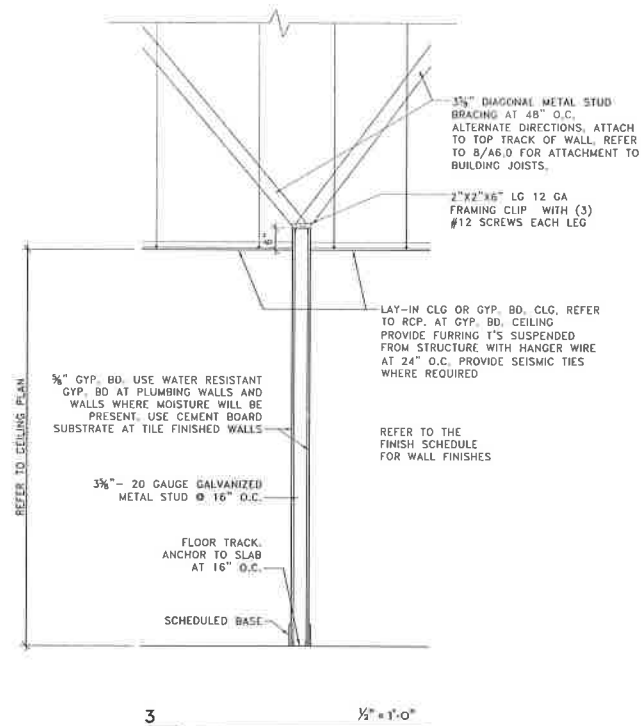 3⅝" DIAGONAL METAL STUD
BRACING AT 48" O.C.
ALTERNATE DIRECTIONS, ATTACH
TO TOP TRACK OF WALL, REFER
TO 8/A6.0 FOR ATTACHMENT TO
BUILDING JOISTS.
2"X2"X6" LG 12 GA
FRAMING CLIP WITH (3)
#12 SCREWS EACH LEG
6"
LAY-IN CLG OR GYP. BD. CLG, REFER
TO RCP. AT GYP. BD. CEILING
PROVIDE FURRING T'S SUSPENDED
FROM STRUCTURE WITH HANGER WIRE
AT 24" O.C. PROVIDE SEISMIC TIES
WHERE REQUIRED
⅝" GYP. BD. USE WATER RESISTANT
GYP. BD AT PLUMBING WALLS AND
WALLS WHERE MOISTURE WILL BE
PRESENT. USE CEMENT BOARD
SUBSTRATE AT TILE FINISHED WALLS
REFER TO THE
FINISH SCHEDULE
FOR WALL FINISHES
REFER TO CEILING PLAN
3⅝"- 20 GAUGE GALVANIZED
METAL STUD @ 16" O.C.
FLOOR TRACK.
ANCHOR TO SLAB
AT 16" O.C.
SCHEDULED BASE
3
½" = 1'-0"